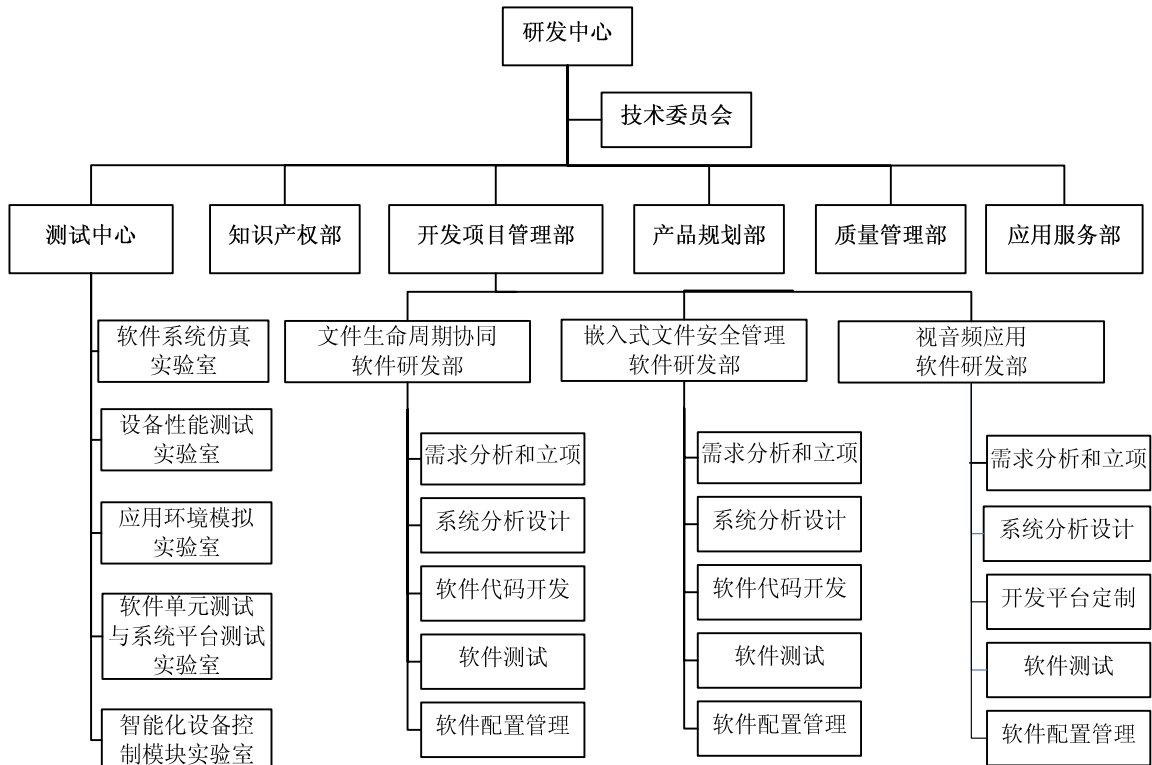 研发中心
技术委员会
测试中心
知识产权部
开发项目管理部
产品规划部
质量管理部
应用服务部
软件系统仿真
实验室
设备性能测试
实验室
应用环境模拟
实验室
软件单元测试
与系统平台测试
实验室
智能化设备控
制模块实验室
文件生命周期协同
软件研发部
需求分析和立项
系统分析设计
软件代码开发
软件测试
软件配置管理
嵌入式文件安全管理
软件研发部
需求分析和立项
系统分析设计
软件代码开发
软件测试
软件配置管理
视音频应用
软件研发部
需求分析和立项
系统分析设计
开发平台定制
软件测试
软件配置管理